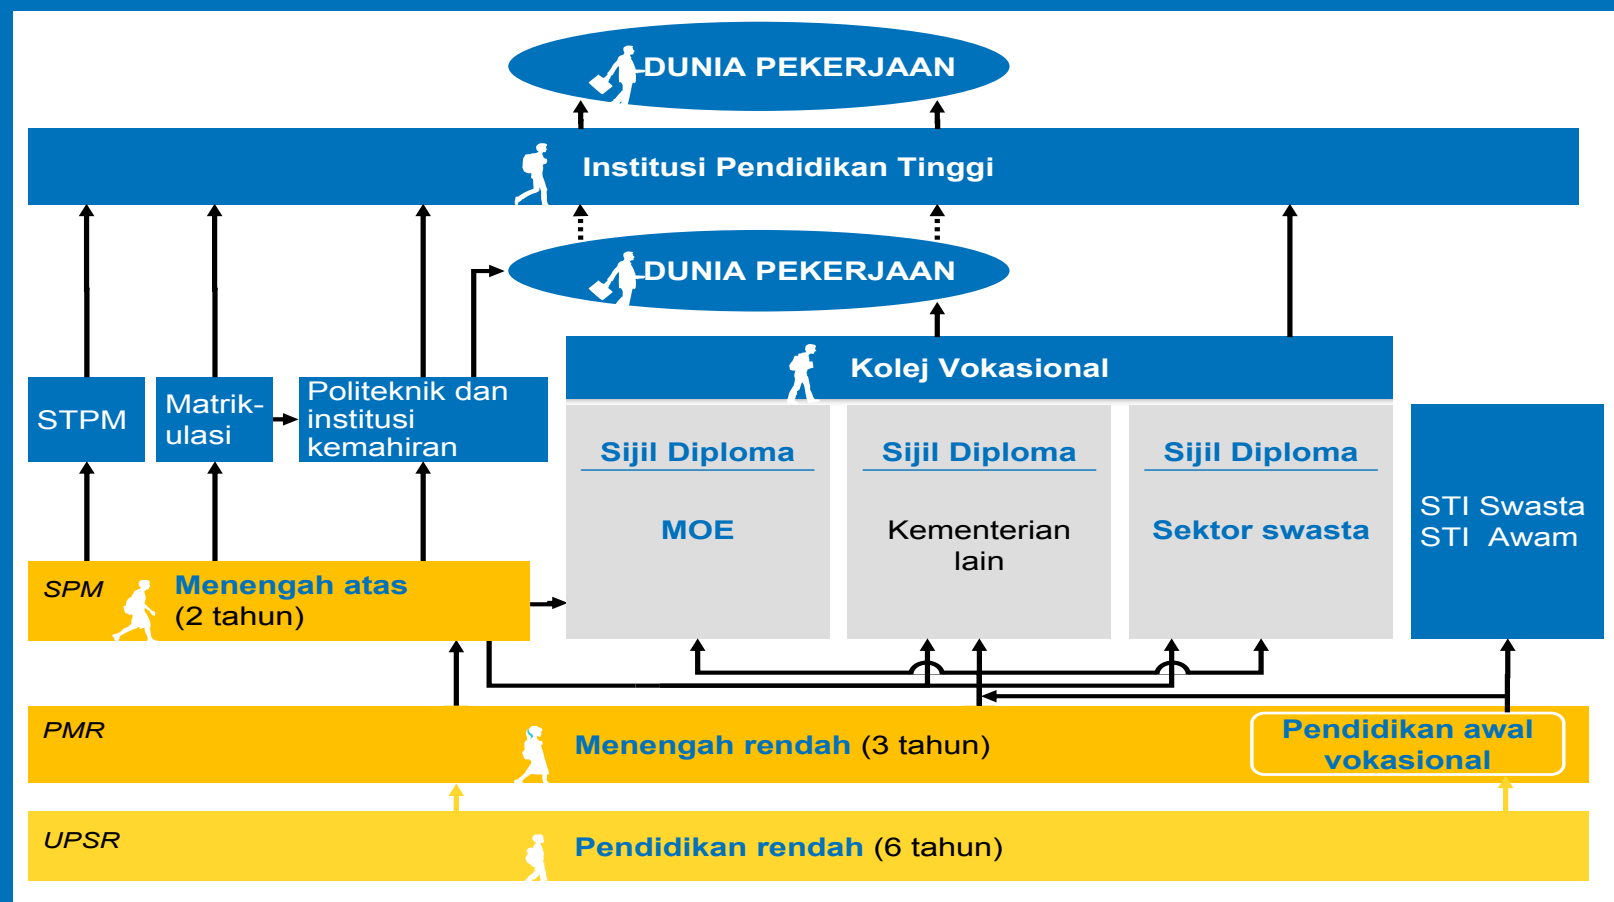 DUNIA PEKERJAAN
Institusi Pendidikan Tinggi
DUNIA PEKERJAAN
Kolej Vokasional
STPM
Matrik-
ulasi
Politeknik dan
institusi
kemahiran
Sijil Diploma
MOE
Sijil Diploma
Kementerian
lain
Sijil Diploma
Sektor swasta
STI Swasta
STI Awam
SPM
Menengah atas
(2 tahun)
PMR
Menengah rendah (3 tahun)
Pendidikan awal
vokasional
UPSR
Pendidikan rendah (6 tahun)